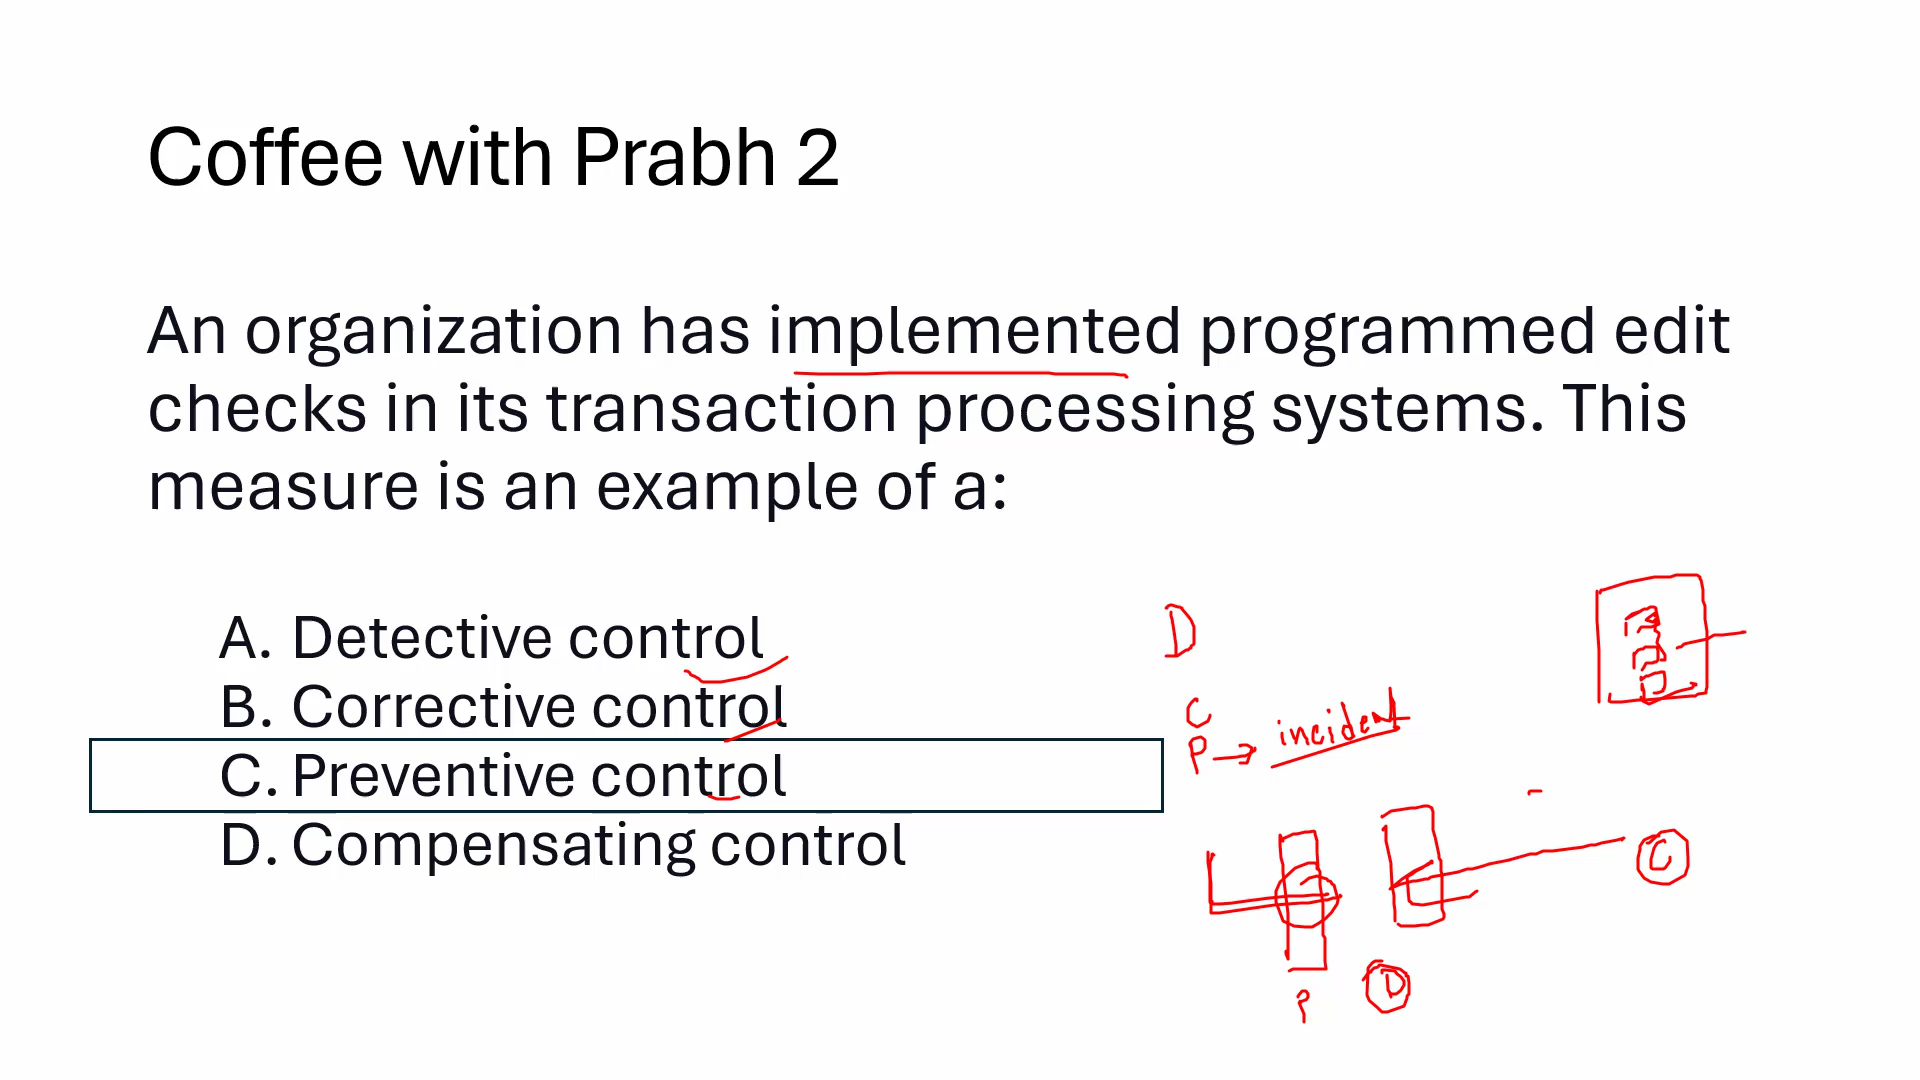 Coffee with Prabh 2
An organization has implemented programmed edit
checks in its transaction processing systems. This
measure is an example of a:
A. Detective control
B. Corrective control
C. Preventive control
D. Compensating control
D
C
P → incident
C
D
P